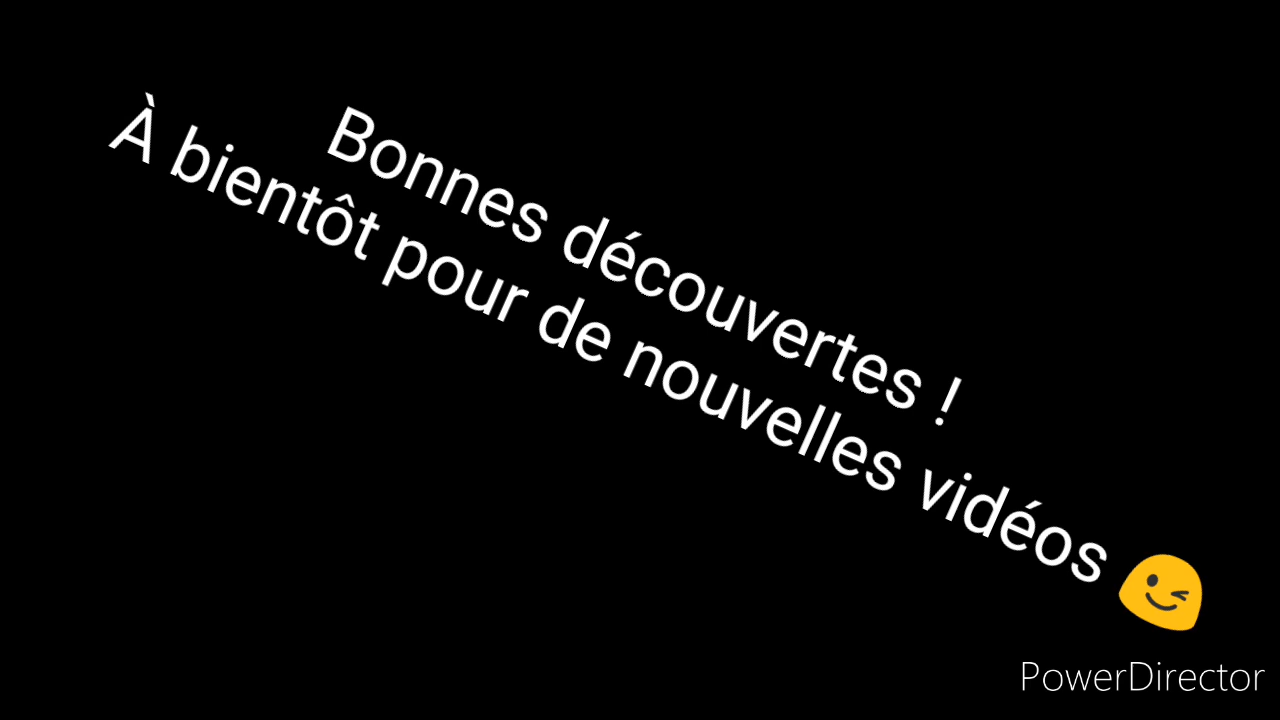 Bonnes découvertes !
À bientôt pour de nouvelles vidéos 😉
PowerDirector